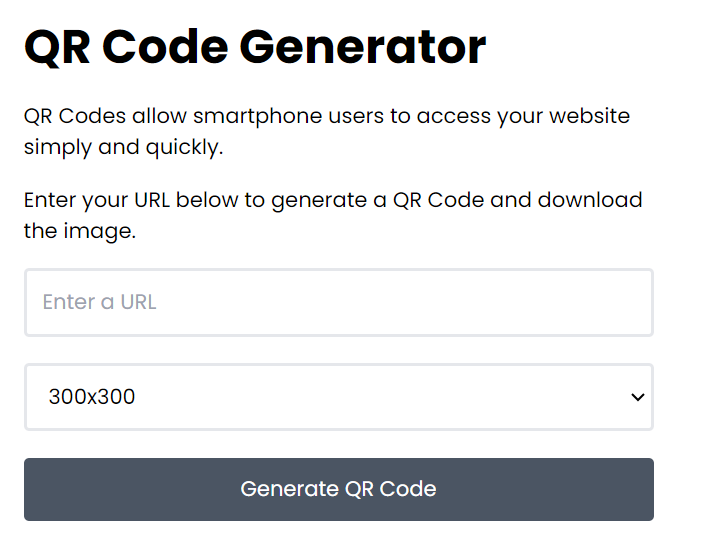 QR Code Generator
QR Codes allow smartphone users to access your website
simply and quickly.
Enter your URL below to generate a QR Code and download
the image.
Enter a URL
300x300
Generate QR Code